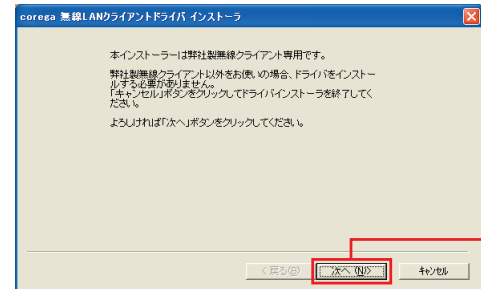 corega 無線LANクライアントドライバ インストーラ
本インストーラーは弊社製無線クライアント専用です。
弊社製無線クライアント以外をお使いの場合、ドライバをインストー
ルする必要がありません。
「キャンセル」ボタンをクリックしてドライバインストーラを終了してく
ださい。
よろしければ「次へ」ボタンをクリックしてください。
< 戻る(B) 次へ (N)> キャンセル